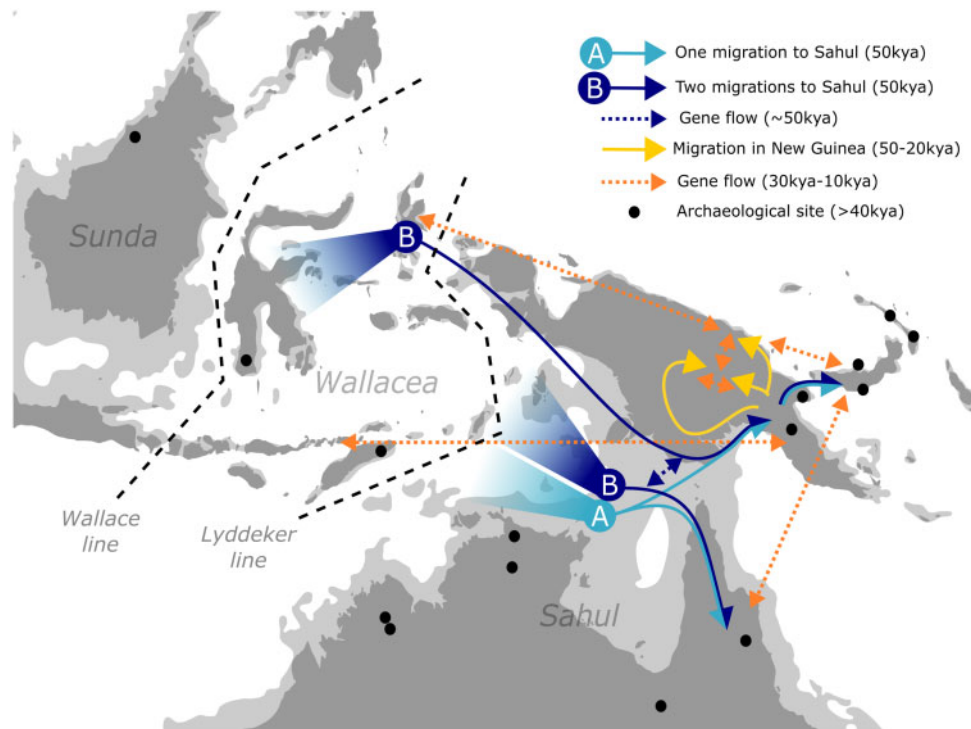 A One migration to Sahul (50kya)
B Two migrations to Sahul (50kya)
Gene flow (~50kya)
Migration in New Guinea (50-20kya)
Gene flow (30kya-10kya)
Archaeological site (>40kya)
Sunda
B
Wallacea
B
A
Wallace
line
Lyddeker
line
Sahul